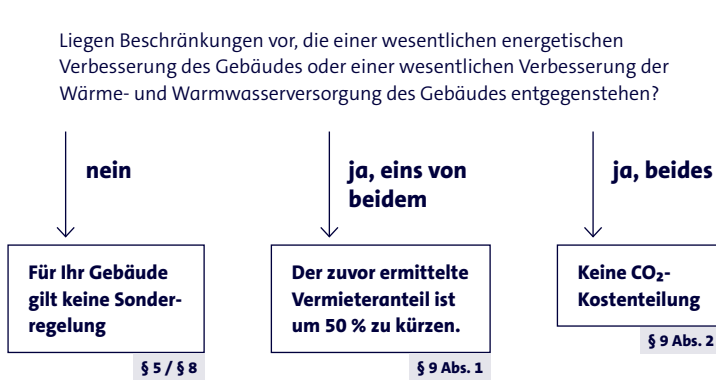 Liegen Beschränkungen vor, die einer wesentlichen energetischen
Verbesserung des Gebäudes oder einer wesentlichen Verbesserung der
Wärme- und Warmwasserversorgung des Gebäudes entgegenstehen?
nein
ja, eins von
beidem
ja, beides
Für Ihr Gebäude
gilt keine Sonder-
regelung
§ 5 / § 8
Der zuvor ermittelte
Vermieteranteil ist
um 50 % zu kürzen.
§ 9 Abs. 1
Keine CO₂-
Kostenteilung
§ 9 Abs. 2